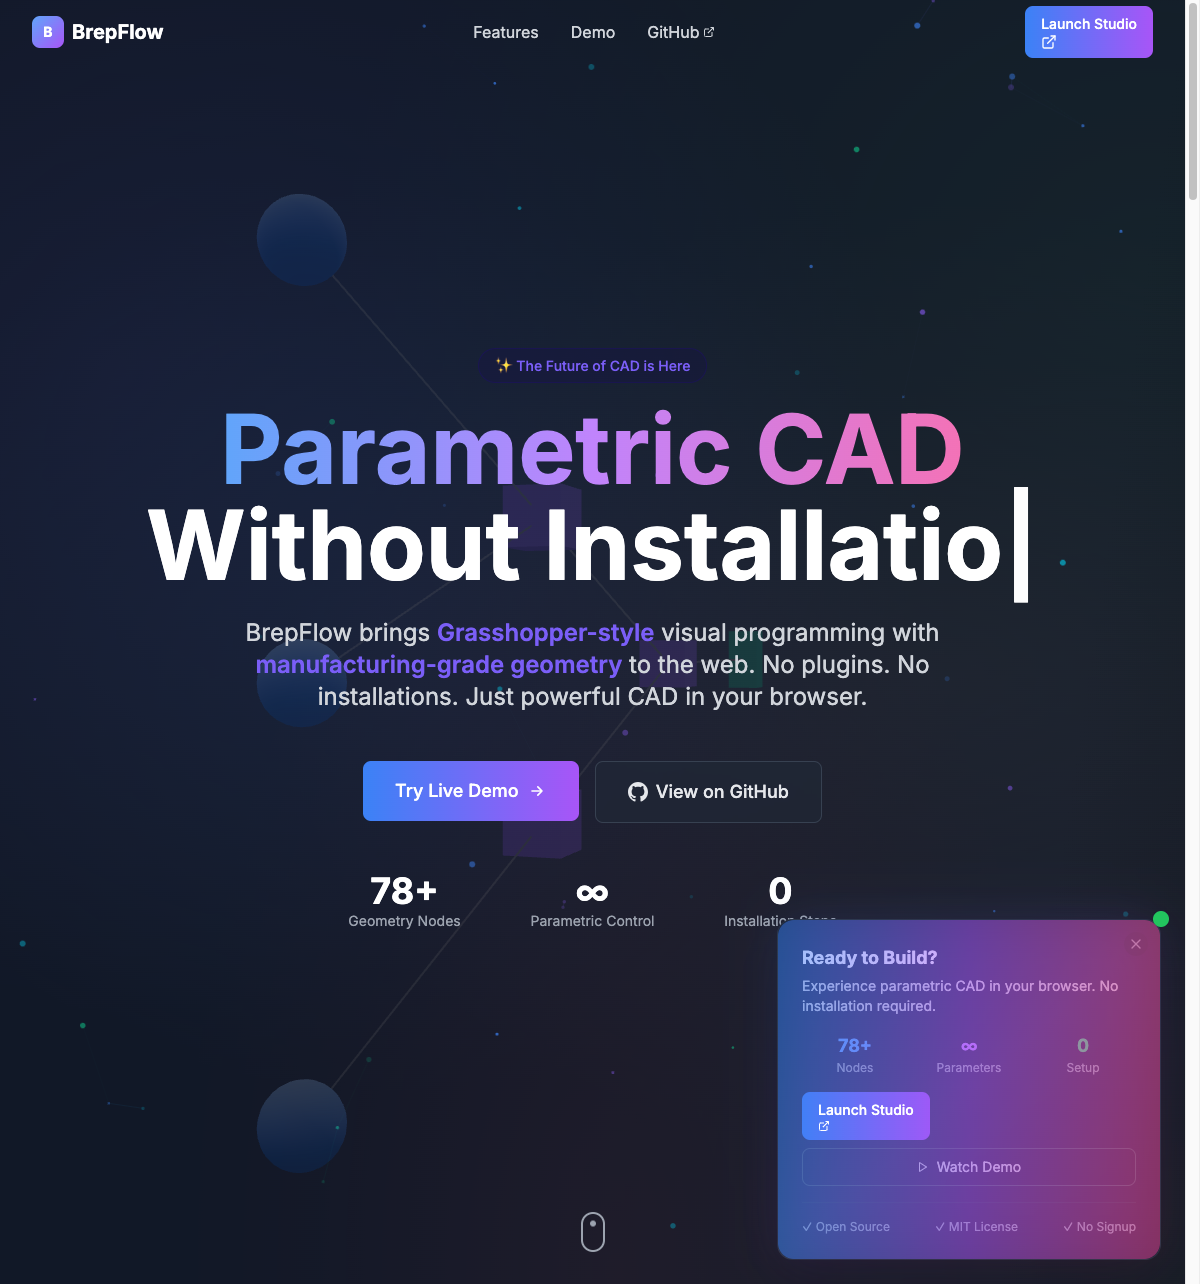 B BrepFlow
Features Demo GitHub
Launch Studio
✨ The Future of CAD is Here
Parametric CAD
Without Installatio
BrepFlow brings Grasshopper-style visual programming with
manufacturing-grade geometry to the web. No plugins. No
installations. Just powerful CAD in your browser.
Try Live Demo →
View on GitHub
78+ ∞ 0
Geometry Nodes Parametric Control Installation
Ready to Build?
Experience parametric CAD in your browser. No
installation required.
78+ ∞ 0
Nodes Parameters Setup
Launch Studio
Watch Demo
✓ Open Source ✓ MIT License ✓ No Signup